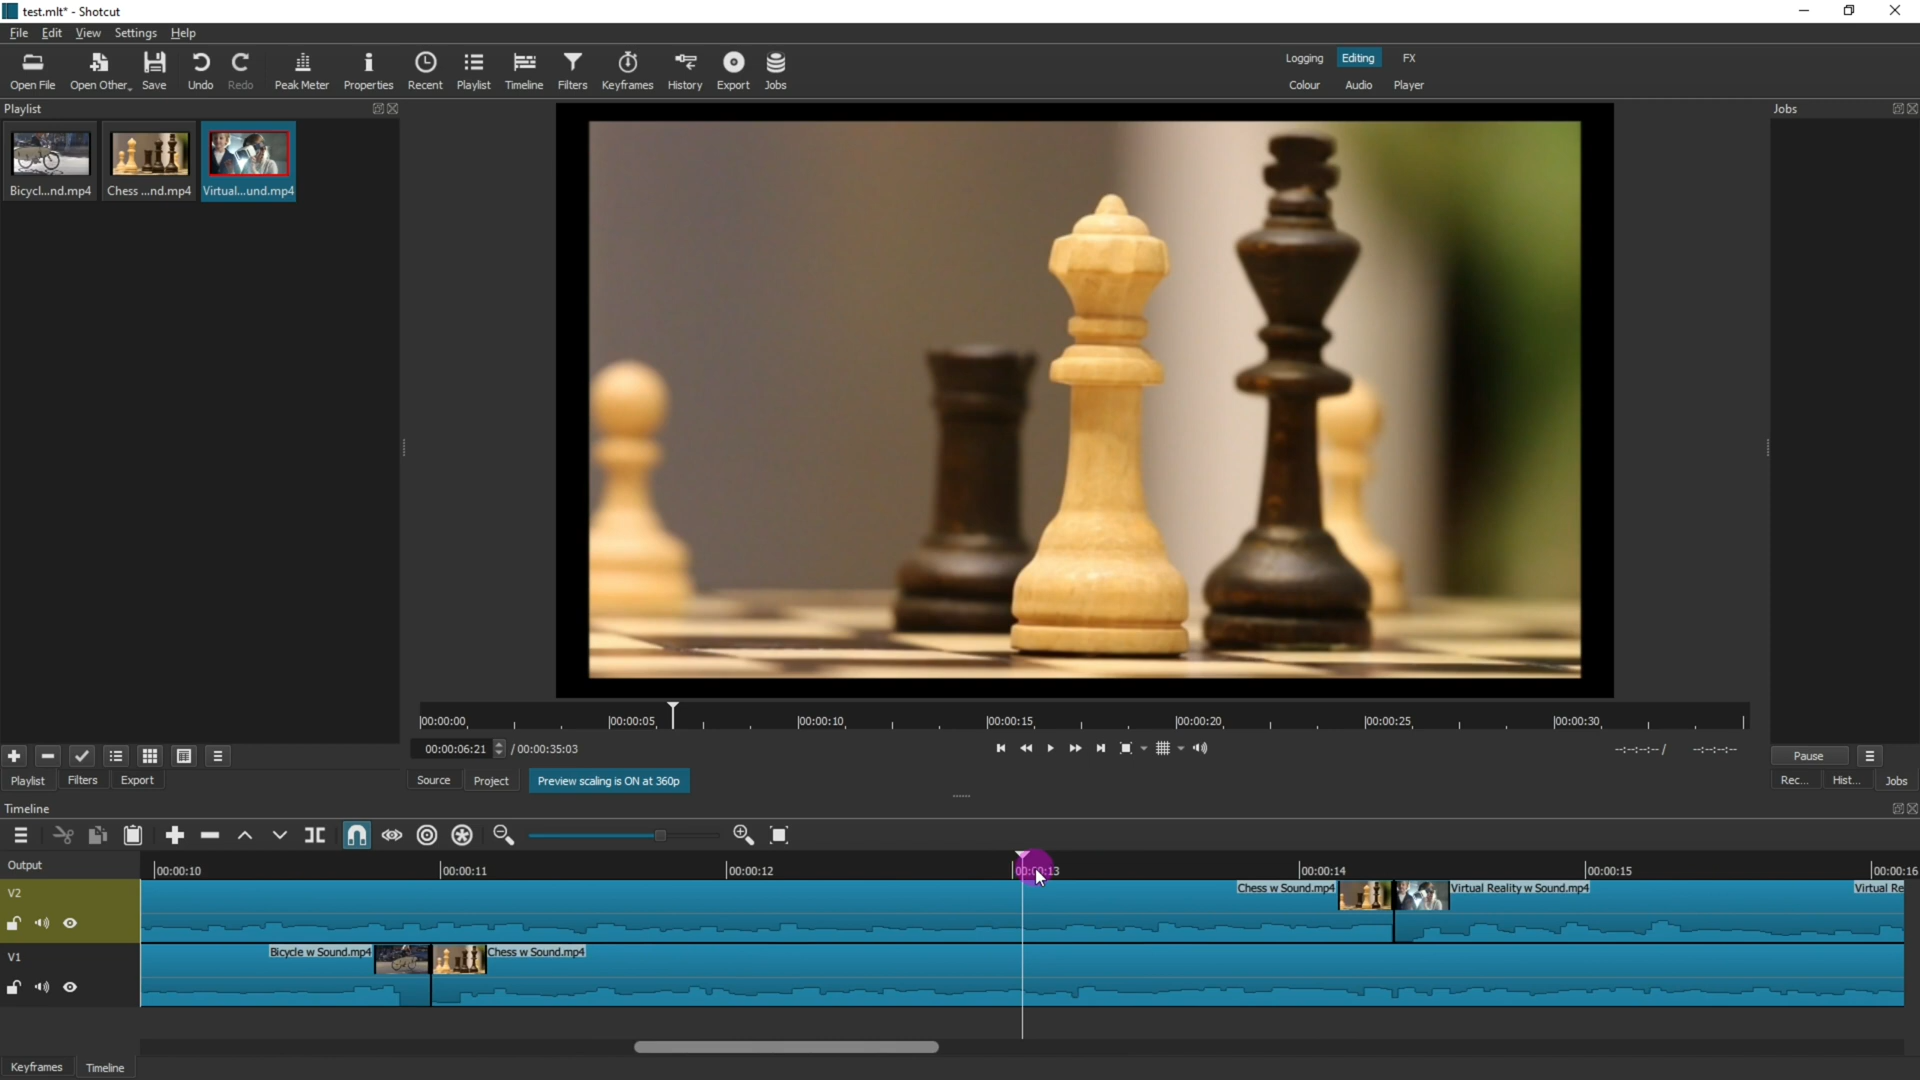 test.mlt* - Shotcut
File Edit View Settings Help
Open File Open Other Save Undo Redo Peak Meter Properties Recent Playlist Timeline Filters Keyframes History Export Jobs
Logging Editing FX
Colour Audio Player
Playlist
Jobs
Bicycl...nd.mp4 Chess ...nd.mp4 Virtual...und.mp4
00:00:00 00:00:05 00:00:10 00:00:15 00:00:20 00:00:25 00:00:30
00:00:06:21 / 00:00:35:03
--:--:--:-- / --:--:--:--
Pause
Playlist Filters Export
Source Project Preview scaling is ON at 360p
Rec... Hist... Jobs
Timeline
Output
00:00:10 00:00:11 00:00:12 00:00:13 00:00:14 00:00:15 00:00:16
V2
Chess w Sound.mp4 Virtual Reality w Sound.mp4 Virtual Re
V1
Bicycle w Sound.mp4 Chess w Sound.mp4
Keyframes Timeline